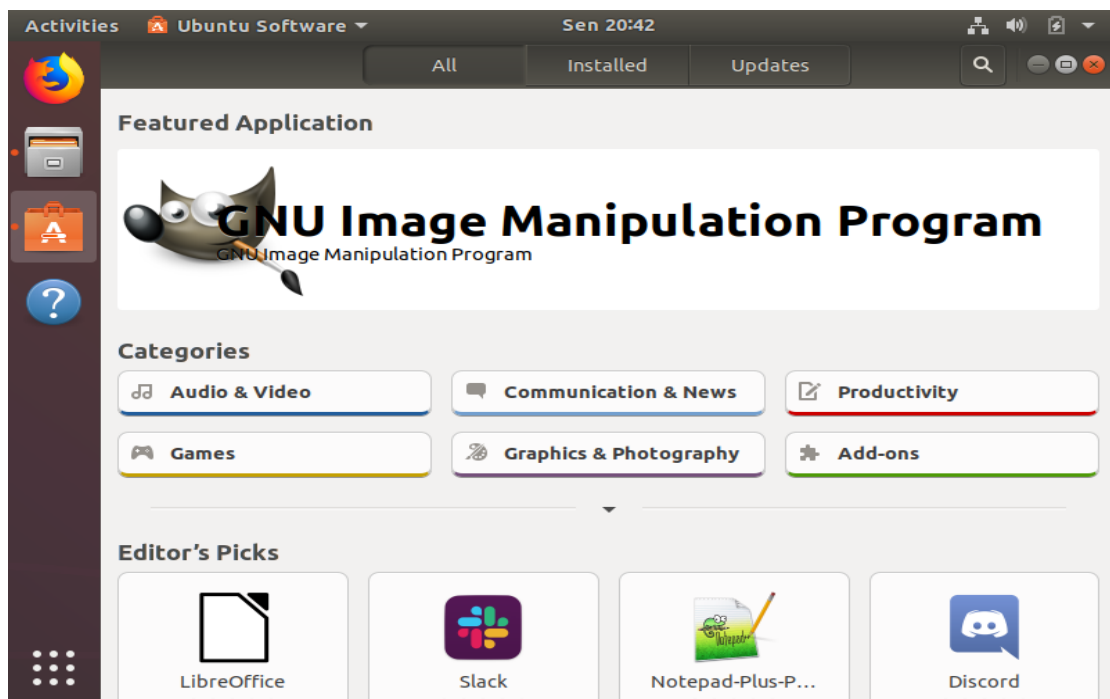 Activities Ubuntu Software Sen 20:42
All Installed Updates
Featured Application
GNU Image Manipulation Program
GNU Image Manipulation Program
Categories
Audio & Video Communication & News Productivity
Games Graphics & Photography Add-ons
Editor's Picks
LibreOffice Slack Notepad-Plus-P... Discord